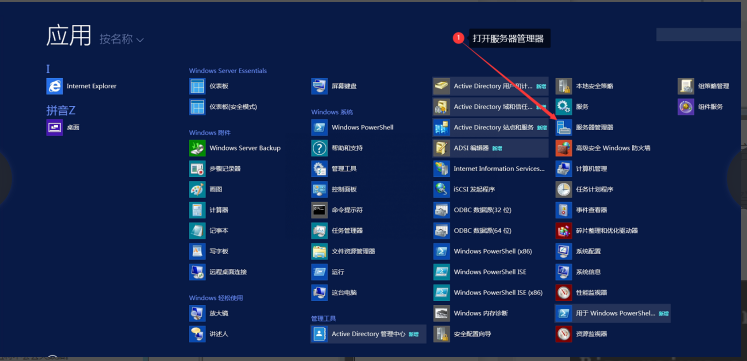 应用 按名称
1 打开服务器管理器
I
Internet Explorer
拼音Z
桌面
Windows Server Essentials
仪表板
仪表板(安全模式)
Windows 附件
Windows Server Backup
步骤记录器
画图
计算器
记事本
写字板
远程桌面连接
Windows 轻松使用
放大镜
讲述人
屏幕键盘
Windows 系统
Windows PowerShell
帮助和支持
管理工具
控制面板
命令提示符
任务管理器
文件资源管理器
运行
这台电脑
管理工具
Active Directory 管理中心 新增
Active Directory 用户和计... 新增
Active Directory 域和信任... 新增
Active Directory 站点和服务 新增
ADSI 编辑器 新增
Internet Information Services...
iSCSI 发起程序
ODBC 数据源(32 位)
ODBC 数据源(64 位)
Windows PowerShell (x86)
Windows PowerShell ISE
Windows PowerShell ISE (x86)
Windows 内存诊断
安全配置向导
本地安全策略
服务
服务器管理器
高级安全 Windows 防火墙
计算机管理
任务计划程序
事件查看器
碎片整理和优化驱动器
系统配置
系统信息
性能监视器
用于 Windows PowerShel... 新增
资源监视器
组策略管理
组件服务